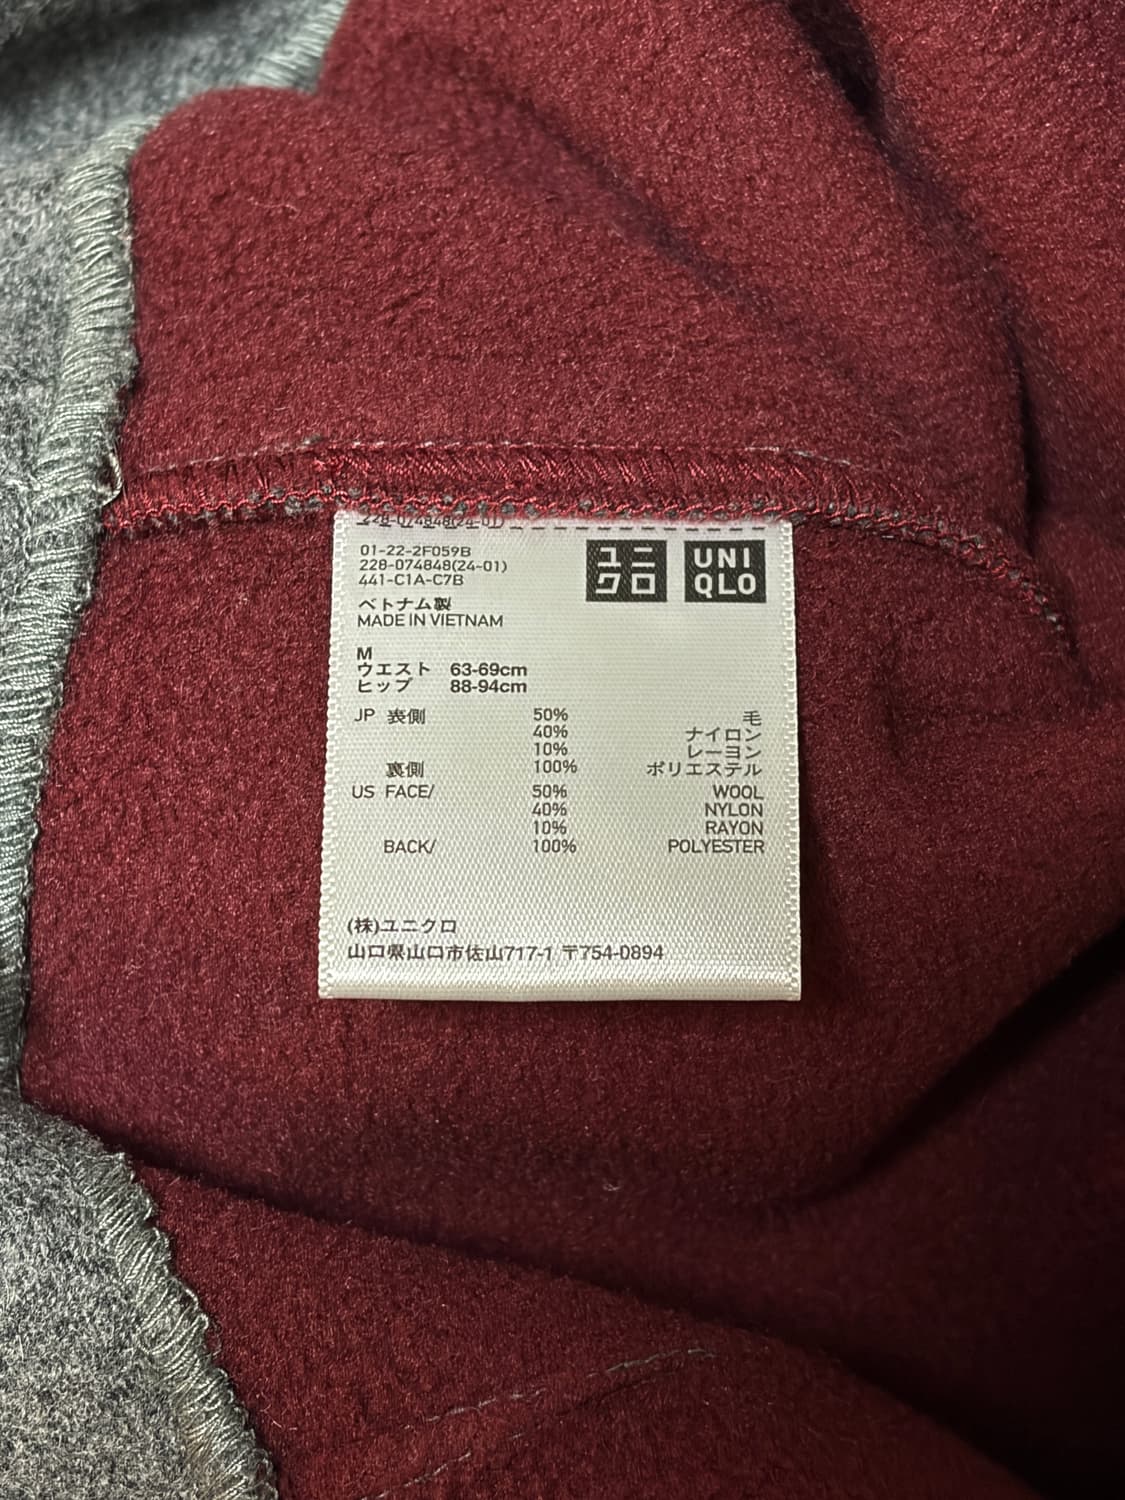 228-074848(24-01)
01-22-2F059B
228-074848(24-01)
441-C1A-C7B
ユニ
クロ
UNI
QLO
ベトナム製
MADE IN VIETNAM
M
ウエスト 63-69cm
ヒップ 88-94cm
JP 表側 50% 毛
40% ナイロン
10% レーヨン
裏側 100% ポリエステル
US FACE/ 50% WOOL
40% NYLON
10% RAYON
BACK/ 100% POLYESTER
(株)ユニクロ
山口県山口市佐山717-1 〒754-0894